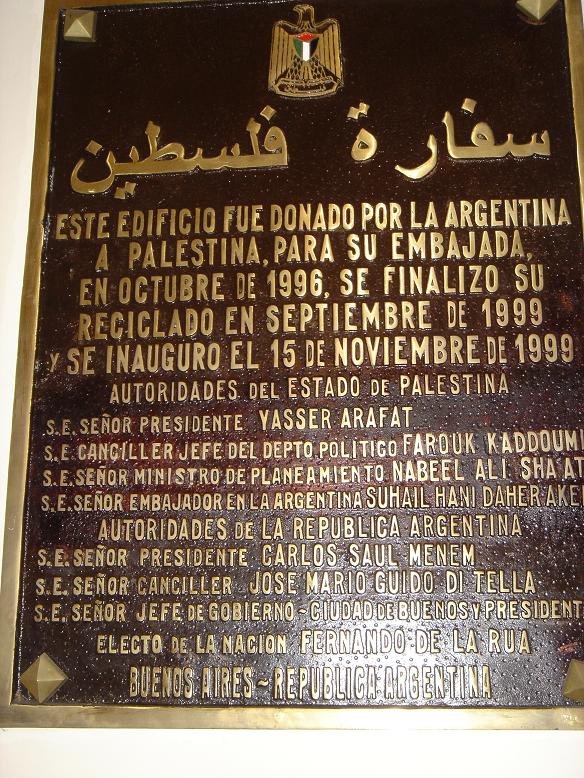 سفارة فلسطين
ESTE EDIFICIO FUE DONADO POR LA ARGENTINA
A PALESTINA, PARA SU EMBAJADA,
EN OCTUBRE DE 1996, SE FINALIZO SU
RECICLADO EN SEPTIEMBRE DE 1999
Y SE INAUGURO EL 15 DE NOVIEMBRE DE 1999
AUTORIDADES DEL ESTADO DE PALESTINA
S.E. SEÑOR PRESIDENTE YASSER ARAFAT
S.E. CANCILLER JEFE DEL DEPTO POLITICO FAROUK KADDOUMI
S.E. SEÑOR MINISTRO DE PLANEAMIENTO NABEEL ALI SHA'AT
S.E. SEÑOR EMBAJADOR EN LA ARGENTINA SUHAIL HANI DAHER AKE
AUTORIDADES DE LA REPUBLICA ARGENTINA
S.E. SEÑOR PRESIDENTE CARLOS SAUL MENEM
S.E. SEÑOR CANCILLER JOSE MARIO GUIDO DI TELLA
S.E. SEÑOR JEFE DE GOBIERNO-CIUDAD DE BUENOS Y PRESIDENT
ELECTO DE LA NACION FERNANDO DE LA RUA
BUENOS AIRES-REPUBLICA ARGENTINA